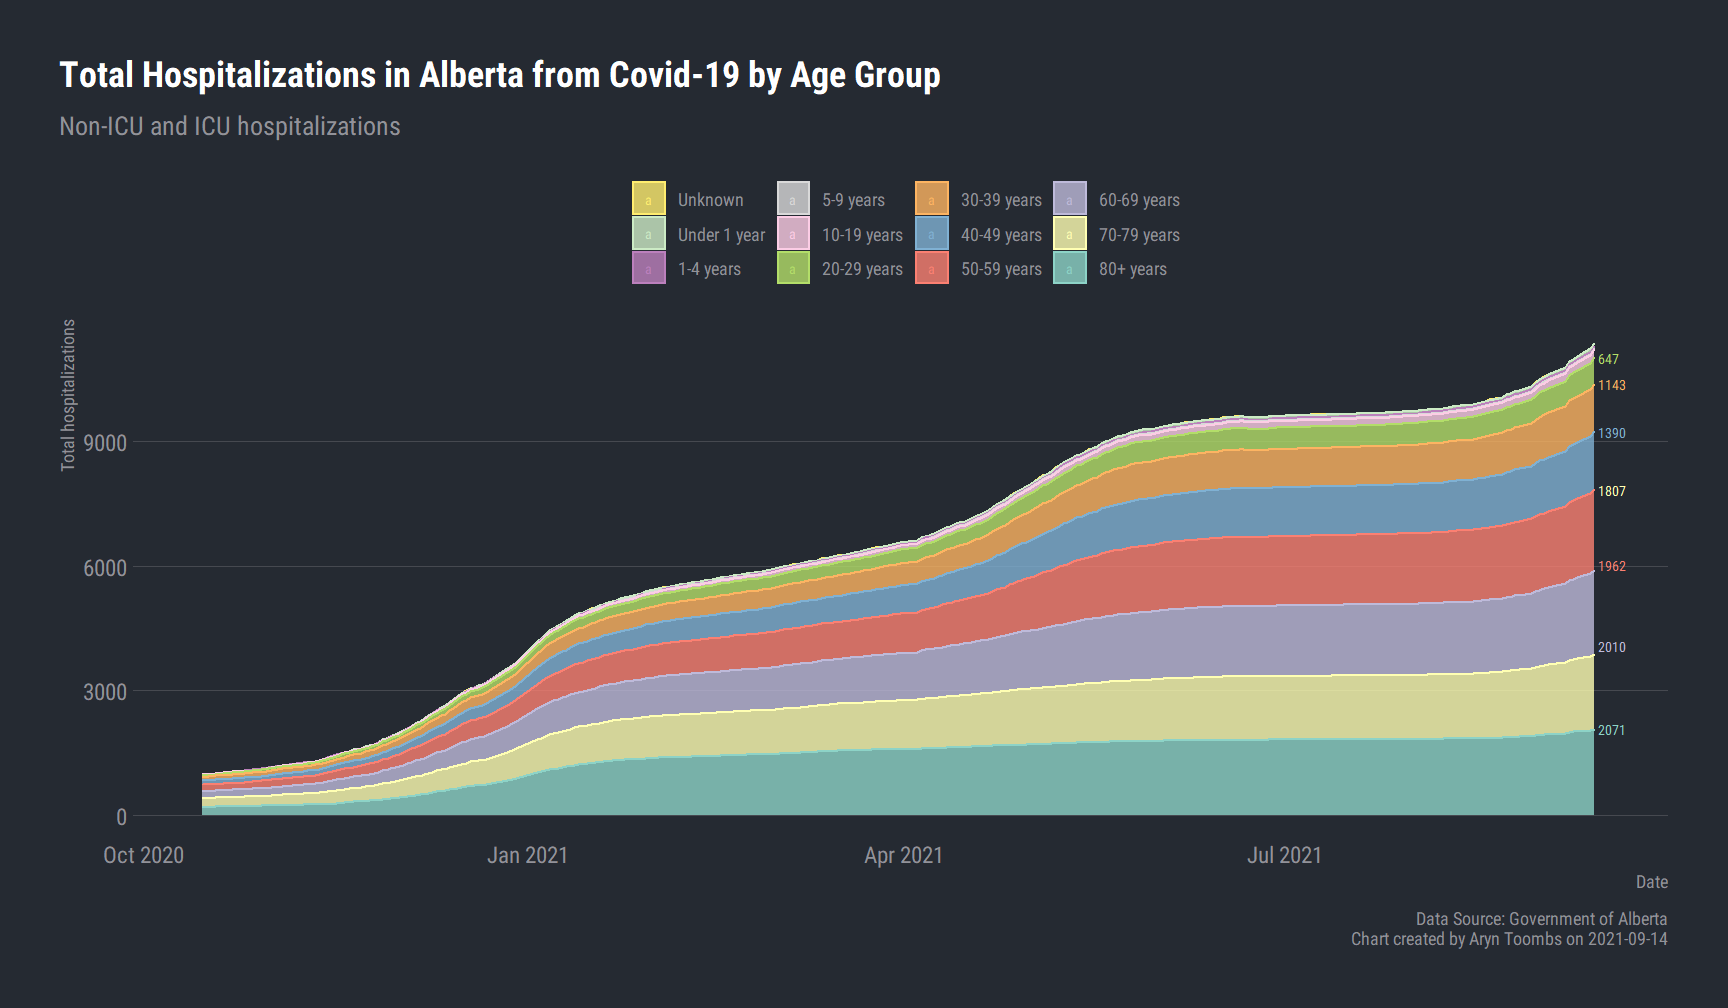 Total Hospitalizations in Alberta from Covid-19 by Age Group
Non-ICU and ICU hospitalizations
a Unknown a 5-9 years a 30-39 years a 60-69 years
a Under 1 year a 10-19 years a 40-49 years a 70-79 years
a 1-4 years a 20-29 years a 50-59 years a 80+ years
Total hospitalizations
9000
6000
3000
0
647
1143
1390
1807
1962
2010
2071
Oct 2020 Jan 2021 Apr 2021 Jul 2021
Date
Data Source: Government of Alberta
Chart created by Aryn Toombs on 2021-09-14